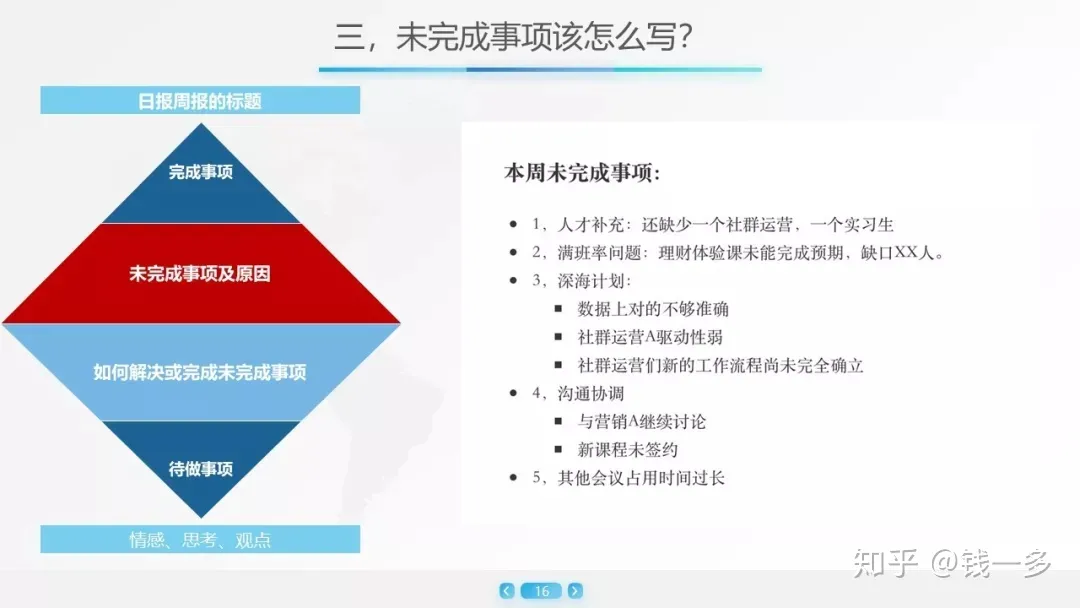 三，未完成事项该怎么写？
日报周报的标题
完成事项
未完成事项及原因
如何解决或完成未完成事项
待做事项
情感、思考、观点
本周未完成事项：
1，人才补充：还缺少一个社群运营，一个实习生
2，满班率问题：理财体验课未能完成预期，缺口XX人。
3，深海计划：
数据上对的不够准确
社群运营A驱动性弱
社群运营们新的工作流程尚未完全确立
4，沟通协调
与营销A继续讨论
新课程未签约
5，其他会议占用时间过长
知乎 @钱一多
16